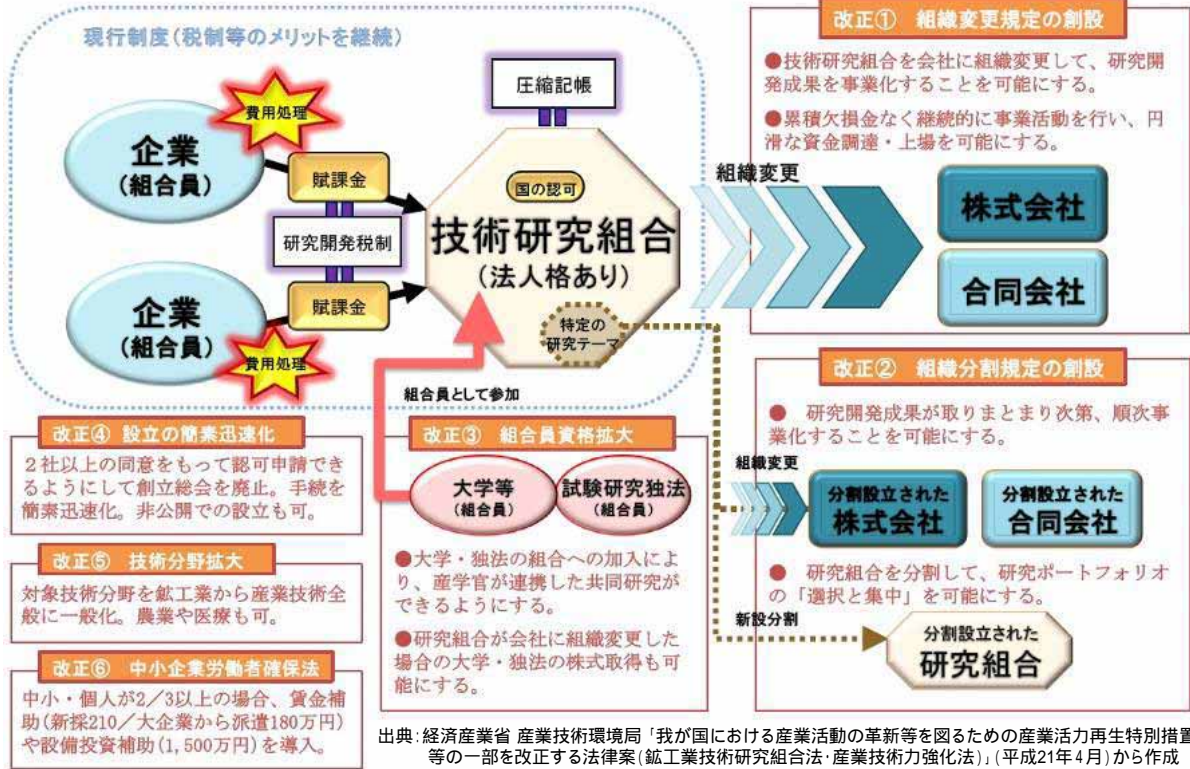 現行制度(税制等のメリットを継続)
費用処理
企業
(組合員)
賦課金
研究開発税制
企業
(組合員)
賦課金
費用処理
圧縮記帳
国の認可
技術研究組合
(法人格あり)
特定の
研究テーマ
組合員として参加
組織変更
改正① 組織変更規定の創設
●技術研究組合を会社に組織変更して、研究開
発成果を事業化することを可能にする。
●累積欠損金なく継続的に事業活動を行い、円
滑な資金調達・上場を可能にする。
株式会社
合同会社
改正② 組織分割規定の創設
● 研究開発成果が取りまとまり次第、順次事
業化することを可能にする。
組織変更
分割設立された
株式会社
分割設立された
合同会社
● 研究組合を分割して、研究ポートフォリオ
の「選択と集中」を可能にする。
新設分割
分割設立された
研究組合
改正③ 組合員資格拡大
大学等
(組合員)
試験研究独法
(組合員)
●大学・独法の組合への加入によ
り、産学官が連携した共同研究が
できるようにする。
●研究組合が会社に組織変更した
場合の大学・独法の株式取得も可
能にする。
改正④ 設立の簡素迅速化
2社以上の同意をもって認可申請でき
るようにして創立総会を廃止。手続を
簡素迅速化。非公開での設立も可。
改正⑤ 技術分野拡大
対象技術分野を鉱工業から産業技術全
般に一般化。農業や医療も可。
改正⑥ 中小企業労働者確保法
中小・個人が2/3以上の場合、賃金補
助(新採210/大企業から派遣180万円)
や設備投資補助(1,500万円)を導入。
出典:経済産業省 産業技術環境局「我が国における産業活動の革新等を図るための産業活力再生特別措置
等の一部を改正する法律案(鉱工業技術研究組合法・産業技術力強化法)」(平成21年4月)から作成